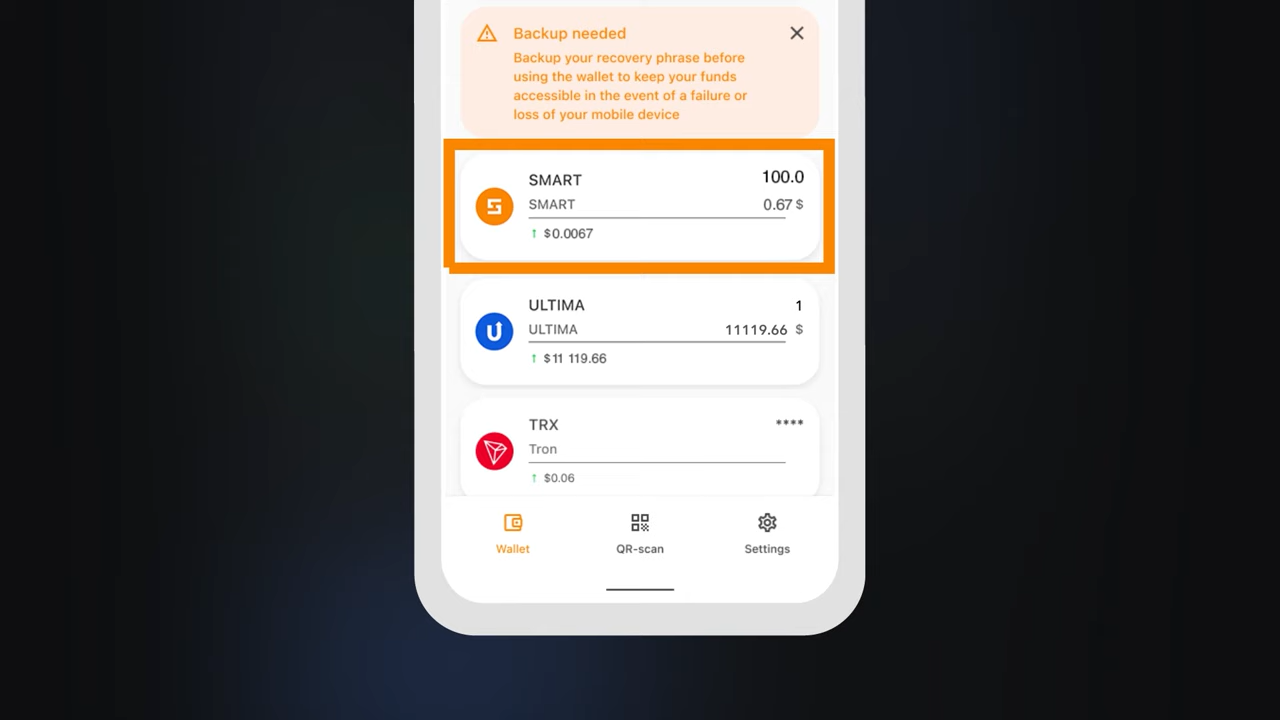 Backup needed
Backup your recovery phrase before
using the wallet to keep your funds
accessible in the event of a failure or
loss of your mobile device
SMART 100.0
SMART 0.67 $
↑ $0.0067
ULTIMA 1
ULTIMA 11119.66 $
↑ $11 119.66
TRX ****
Tron
↑ $0.06
Wallet QR-scan Settings